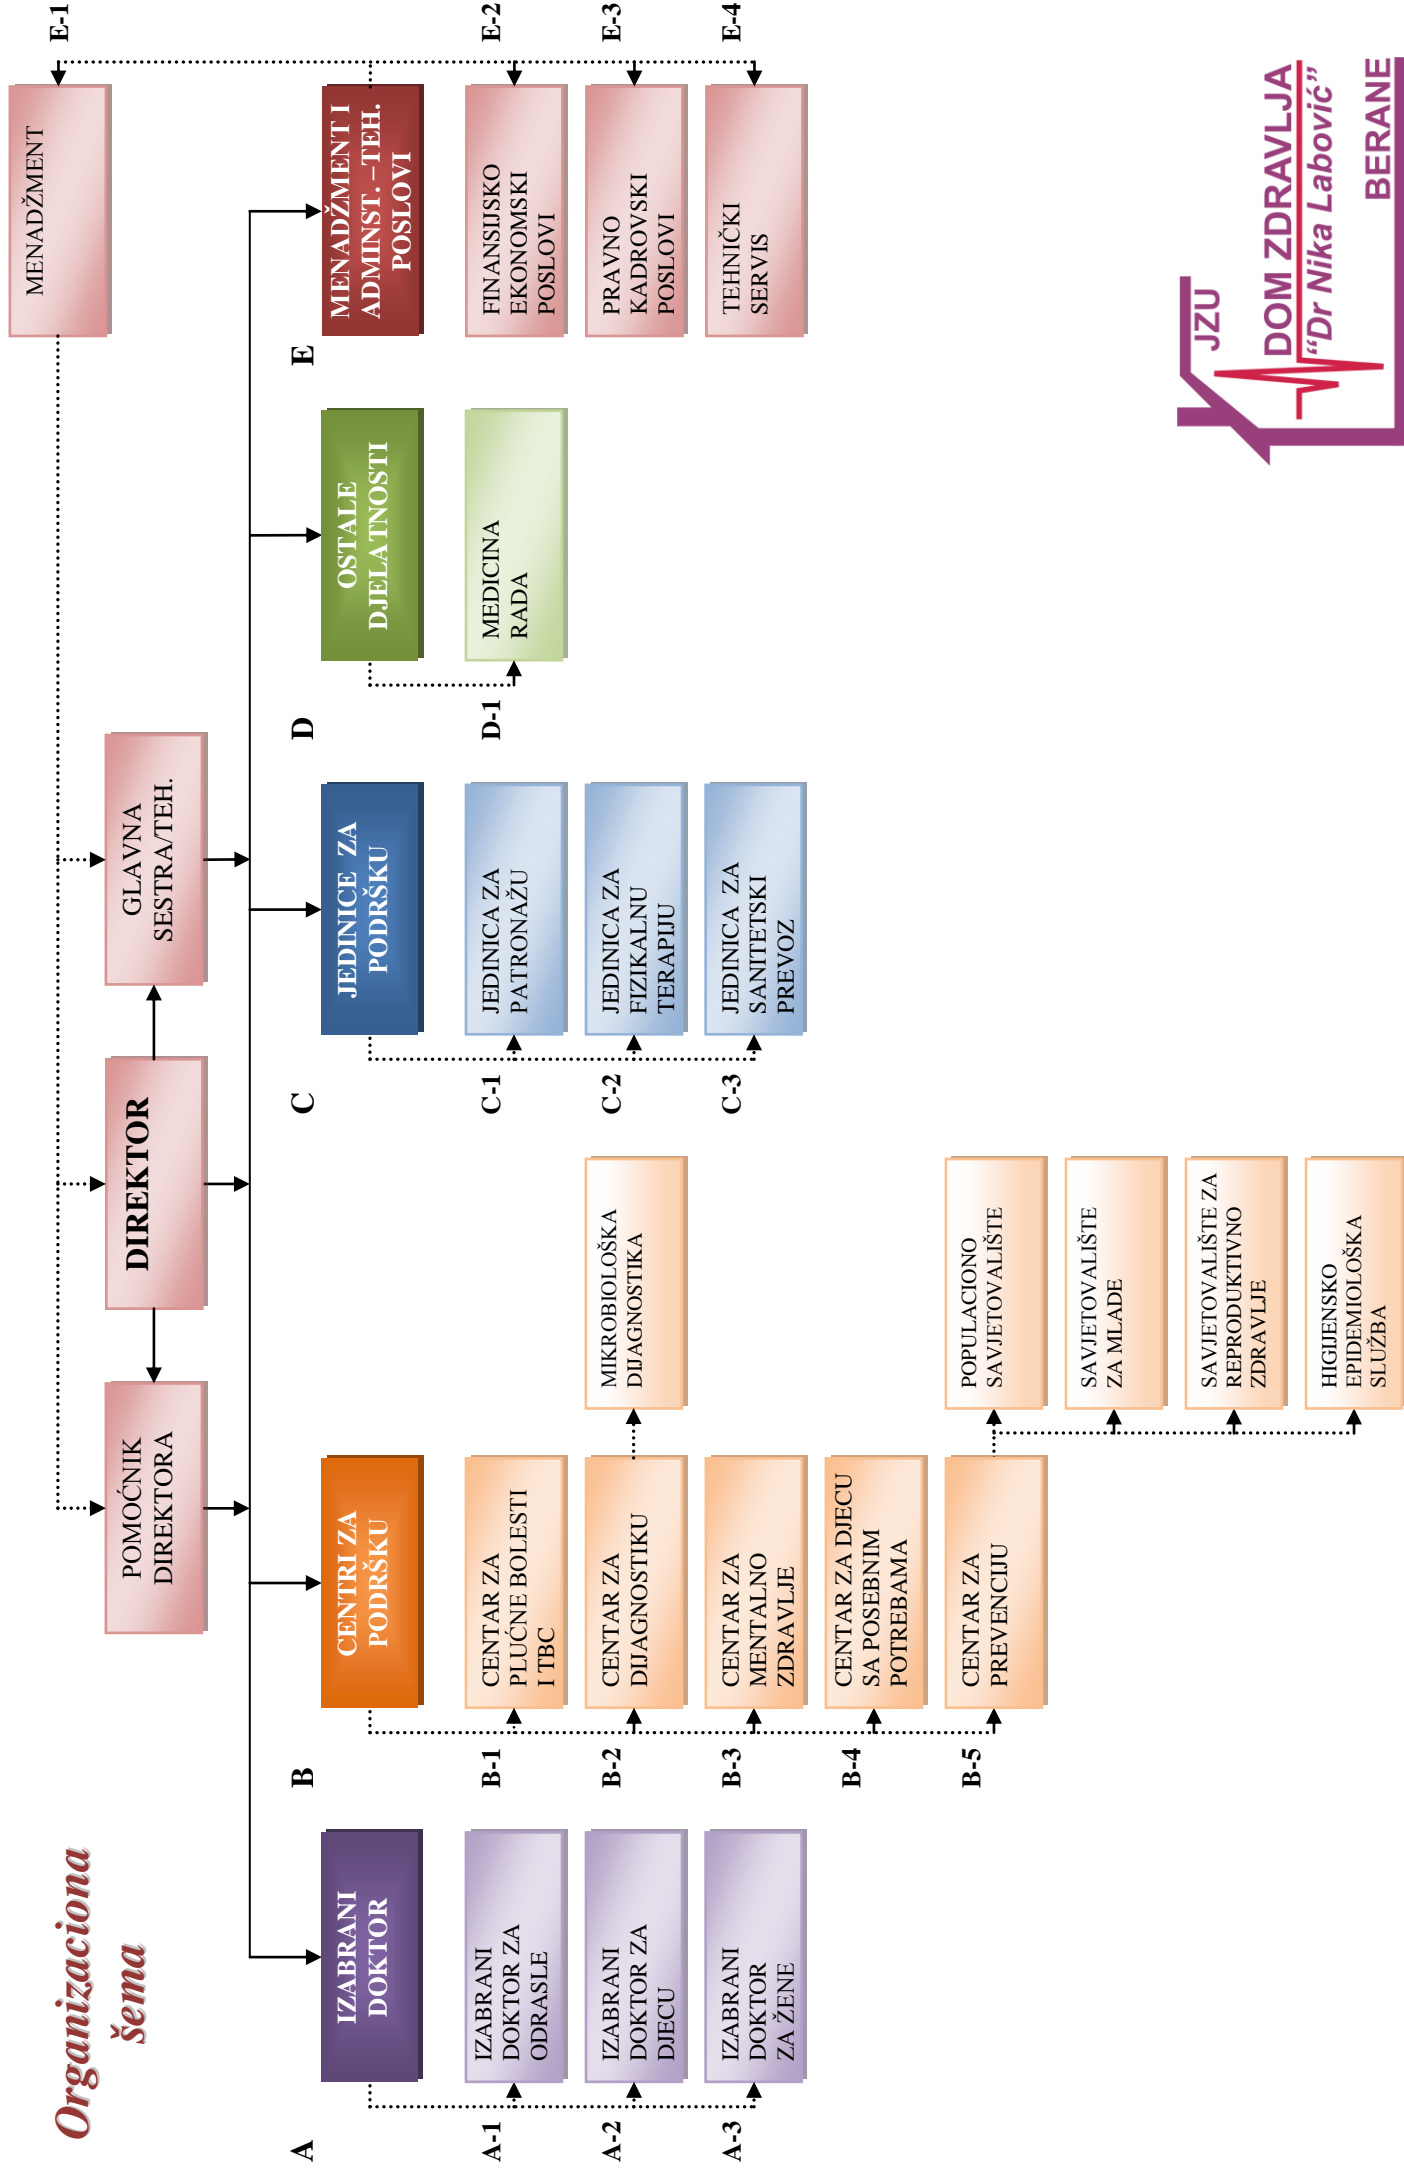 Organizaciona
šema
MENADŽMENT
E-1
POMOĆNIK
DIREKTORA
DIREKTOR
GLAVNA
SESTRA/TEH.
A
IZABRANI
DOKTOR
A-1
IZABRANI
DOKTOR ZA
ODRASLE
A-2
IZABRANI
DOKTOR ZA
DJECU
A-3
IZABRANI
DOKTOR
ZA ŽENE
B
CENTRI ZA
PODRŠKU
B-1
CENTAR ZA
PLUĆNE BOLESTI
I TBC
B-2
CENTAR ZA
DIJAGNOSTIKU
MIKROBIOLOŠKA
DIJAGNOSTIKA
B-3
CENTAR ZA
MENTALNO
ZDRAVLJE
B-4
CENTAR ZA DJECU
SA POSEBNIM
POTREBAMA
B-5
CENTAR ZA
PREVENCIJU
POPULACIONO
SAVJETOVALIŠTE
SAVJETOVALIŠTE
ZA MLADE
SAVJETOVALIŠTE ZA
REPRODUKTIVNO
ZDRAVLJE
HIGIJENSKO
EPIDEMIOLOŠKA
SLUŽBA
C
JEDINICE ZA
PODRŠKU
C-1
JEDINICA ZA
PATRONAŽU
C-2
JEDINICA ZA
FIZIKALNU
TERAPIJU
C-3
JEDINICA ZA
SANITETSKI
PREVOZ
D
OSTALE
DJELATNOSTI
D-1
MEDICINA
RADA
E
MENADŽMENT I
ADMINST. –TEH.
POSLOVI
E-2
FINANSIJSKO
EKONOMSKI
POSLOVI
E-3
PRAVNO
KADROVSKI
POSLOVI
E-4
TEHNIČKI
SERVIS
JZU
DOM ZDRAVLJA
“Dr Nika Labović”
BERANE